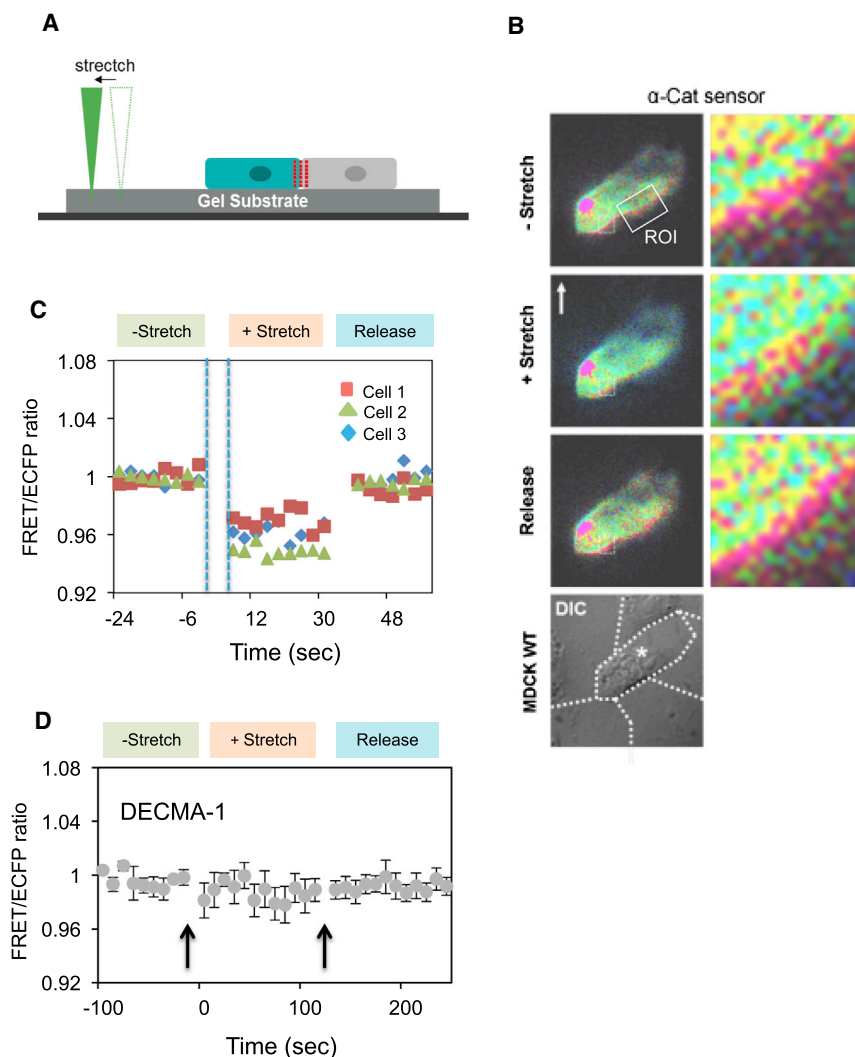 A
strectch
Gel Substrate
B
α-Cat sensor
- Stretch
ROI
+ Stretch
Release
DIC
MDCK WT
C
-Stretch
+ Stretch
Release
1.08
1.04
1
0.96
0.92
FRET/ECFP ratio
Cell 1
Cell 2
Cell 3
-24
-6
12
30
48
Time (sec)
D
-Stretch
+ Stretch
Release
1.08
1.04
1
0.96
0.92
FRET/ECFP ratio
DECMA-1
-100
0
100
200
Time (sec)